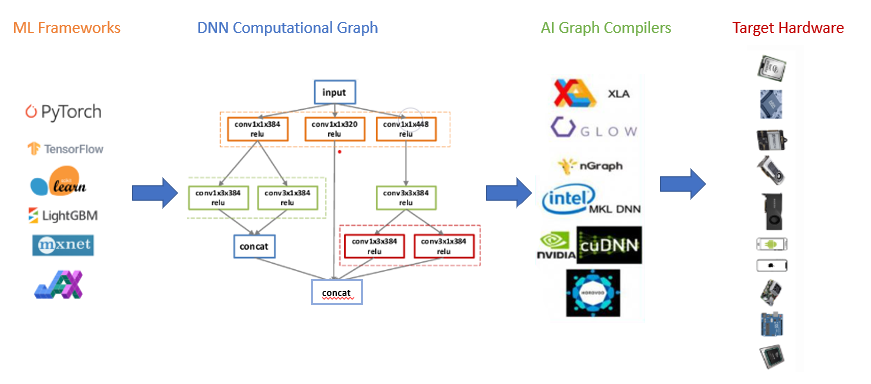 ML Frameworks
DNN Computational Graph
AI Graph Compilers
Target Hardware
PyTorch
TensorFlow
learn
LightGBM
mxnet
JAX
input
conv1x1x384
relu
conv1x1x320
relu
conv1x1x448
relu
conv1x3x384
relu
conv3x1x384
relu
conv3x3x384
relu
concat
conv1x3x384
relu
conv3x1x384
relu
concat
XLA
GLOW
nGraph
intel
MKL DNN
NVIDIA
cuDNN
HOROVOD